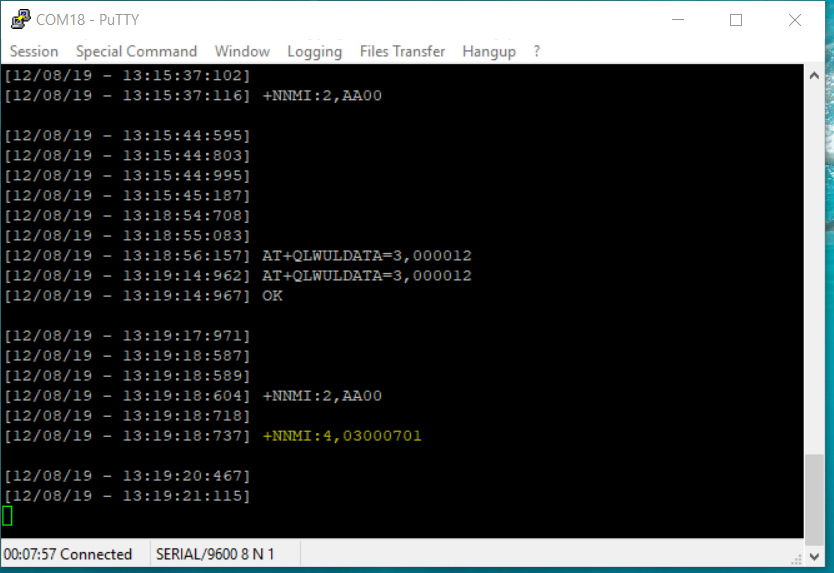 COM18 - PuTTY
Session Special Command Window Logging Files Transfer Hangup ?
[12/08/19 - 13:15:37:102]
[12/08/19 - 13:15:37:116] +NNMI:2,AA00
[12/08/19 - 13:15:44:595]
[12/08/19 - 13:15:44:803]
[12/08/19 - 13:15:44:995]
[12/08/19 - 13:15:45:187]
[12/08/19 - 13:18:54:708]
[12/08/19 - 13:18:55:083]
[12/08/19 - 13:18:56:157] AT+QLWULDATA=3,000012
[12/08/19 - 13:19:14:962] AT+QLWULDATA=3,000012
[12/08/19 - 13:19:14:967] OK
[12/08/19 - 13:19:17:971]
[12/08/19 - 13:19:18:587]
[12/08/19 - 13:19:18:589]
[12/08/19 - 13:19:18:604] +NNMI:2,AA00
[12/08/19 - 13:19:18:718]
[12/08/19 - 13:19:18:737] +NNMI:4,03000701
[12/08/19 - 13:19:20:467]
[12/08/19 - 13:19:21:115]
00:07:57 Connected SERIAL/9600 8 N 1